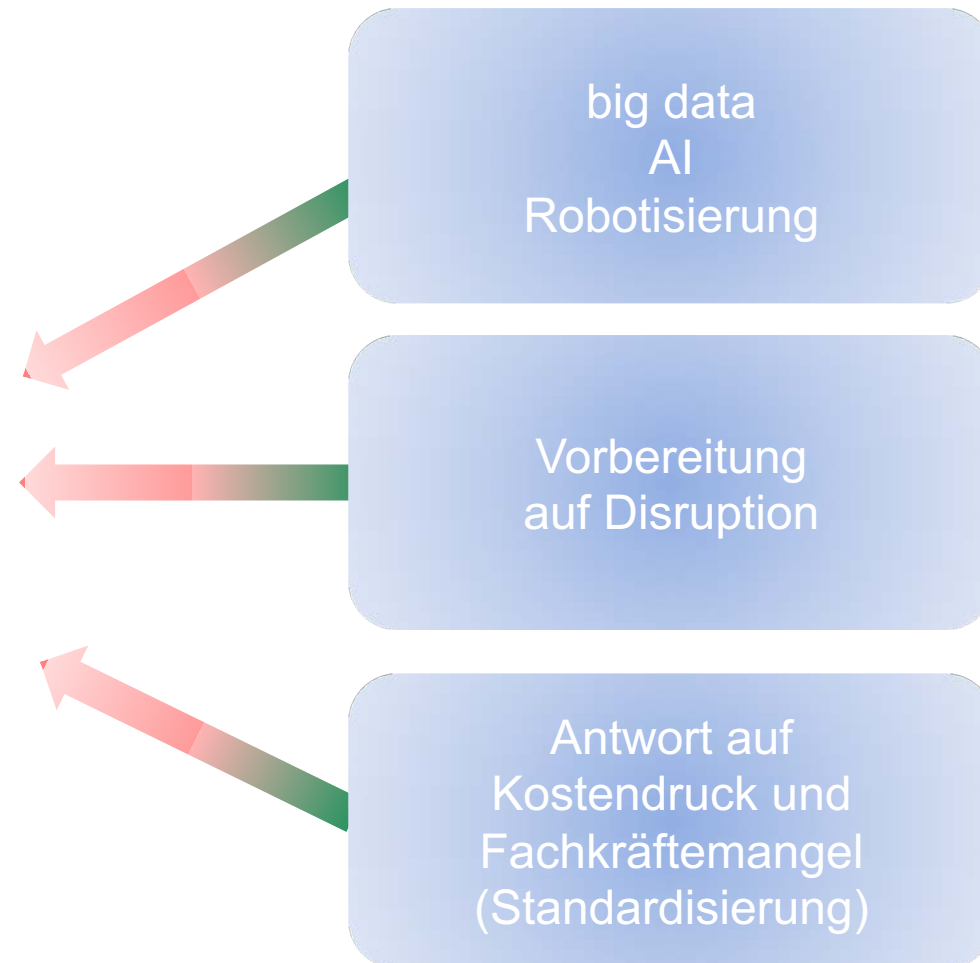 big data
AI
Robotisierung
Vorbereitung
auf Disruption
Antwort auf
Kostendruck und
Fachkräftemangel
(Standardisierung)